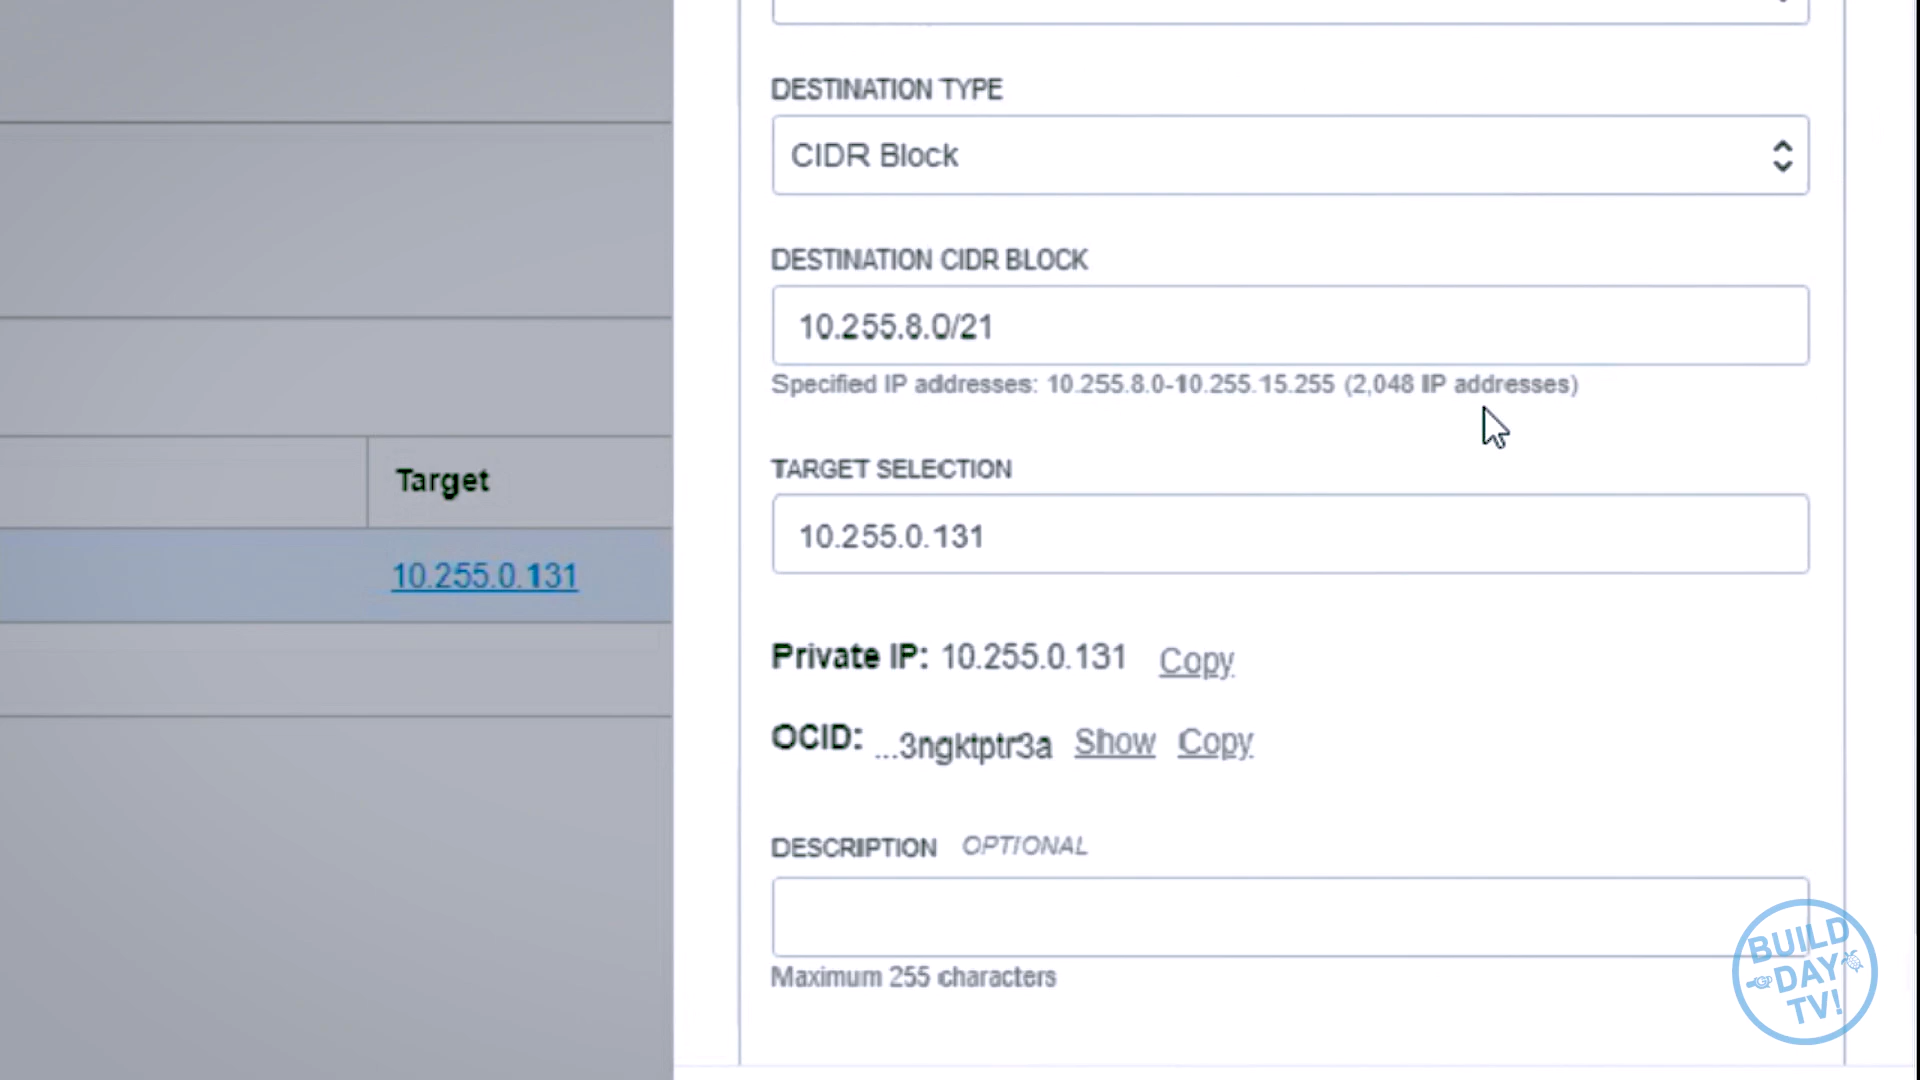 DESTINATION TYPE
CIDR Block
DESTINATION CIDR BLOCK
10.255.8.0/21
Specified IP addresses: 10.255.8.0-10.255.15.255 (2,048 IP addresses)
TARGET SELECTION
10.255.0.131
Target
10.255.0.131
Private IP: 10.255.0.131 Copy
OCID: ...3ngktptr3a Show Copy
DESCRIPTION OPTIONAL
Maximum 255 characters
BUILD
DAY
TV!